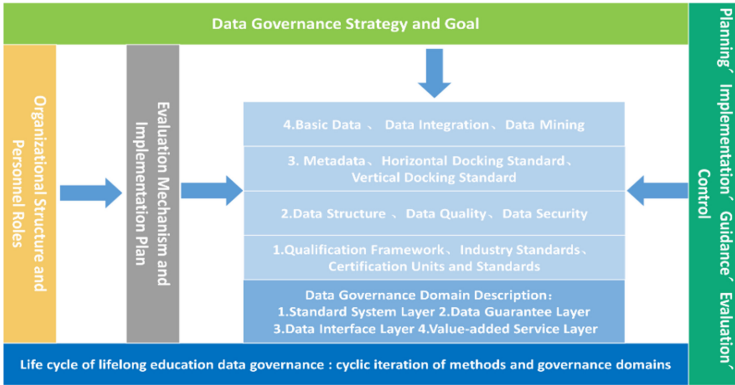 Data Governance Strategy and Goal
Organizational Structure and
Personnel Roles
Evaluation Mechanism and
Implementation Plan
4.Basic Data 、 Data Integration、Data Mining
3. Metadata、Horizontal Docking Standard、
Vertical Docking Standard
2.Data Structure 、Data Quality、Data Security
1.Qualification Framework、Industry Standards、
Certification Units and Standards
Data Governance Domain Description：
1.Standard System Layer 2.Data Guarantee Layer
3.Data Interface Layer 4.Value-added Service Layer
Planning、Implementation、Guidance、Evaluation、
Control
Life cycle of lifelong education data governance : cyclic iteration of methods and governance domains